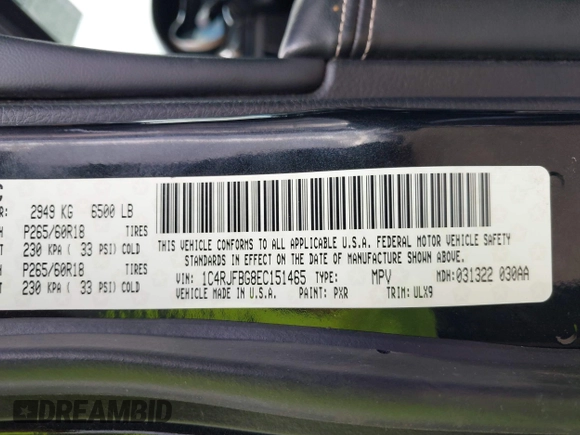 2949 KG 6500 LB
P265/60R18 TIRES
230 KPA ( 33 PSI) COLD
P265/60R18 TIRES
230 KPA ( 33 PSI) COLD
THIS VEHICLE CONFORMS TO ALL APPLICABLE U.S.A. FEDERAL MOTOR VEHICLE SAFETY
STANDARDS IN EFFECT ON THE DATE OF MANUFACTURE SHOWN ABOVE.
VIN: 1C4RJFBG8EC151465 TYPE: MPV MDH:031322 030AA
VEHICLE MADE IN U.S.A. PAINT: PXR TRIM: ULX9
DREAMBID